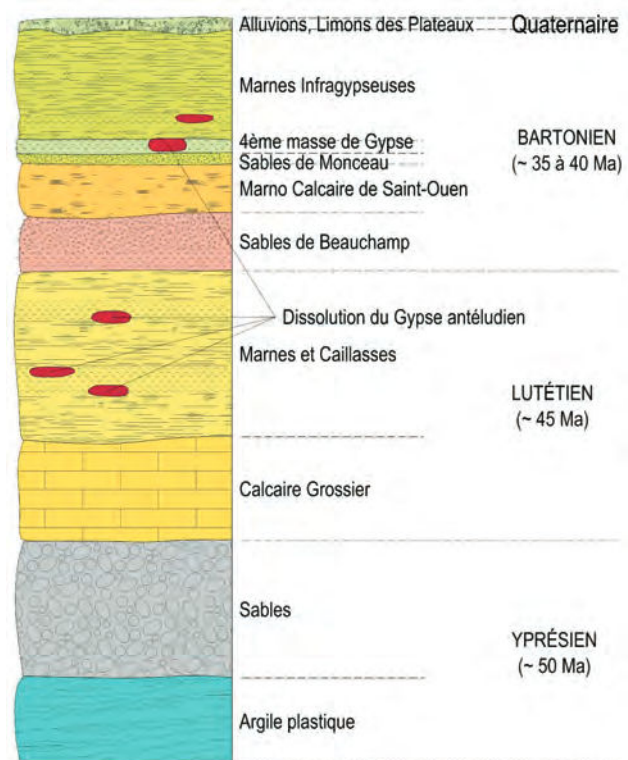 Alluvions, Limons des Plateaux Quaternaire
Marnes Infragypseuses
4ème masse de Gypse
BARTONIEN
(~ 35 à 40 Ma)
Sables de Monceau
Marno Calcaire de Saint-Ouen
Sables de Beauchamp
Dissolution du Gypse antéludien
Marnes et Caillasses
LUTÉTIEN
(~ 45 Ma)
Calcaire Grossier
Sables
YPRÉSIEN
(~ 50 Ma)
Argile plastique